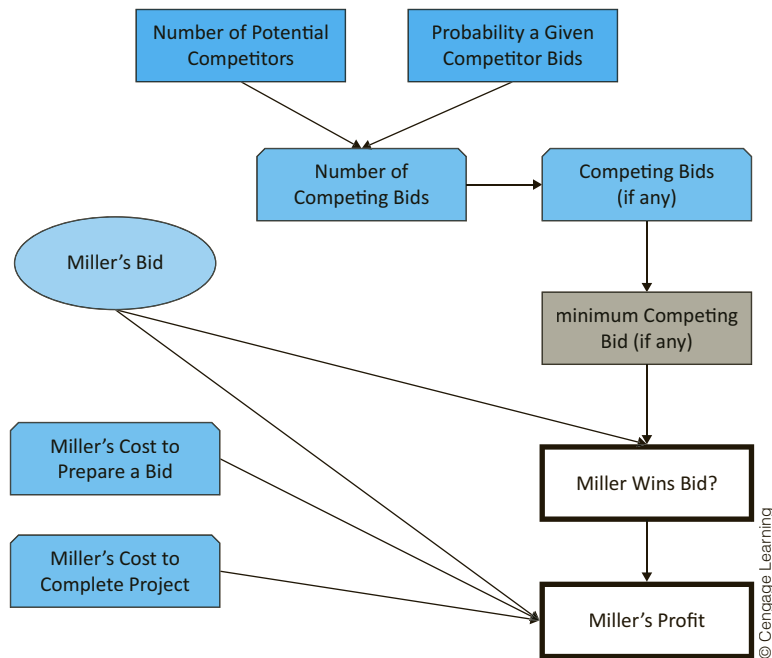 Number of Potential
Competitors
Probability a Given
Competitor Bids
Number of
Competing Bids
Competing Bids
(if any)
Miller's Bid
minimum Competing
Bid (if any)
Miller's Cost to
Prepare a Bid
Miller Wins Bid?
Miller's Cost to
Complete Project
Miller's Profit
© Cengage Learning